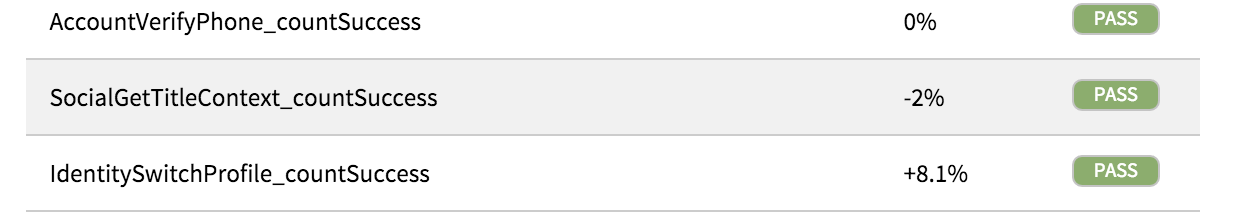 AccountVerifyPhone_countSuccess 0% PASS
SocialGetTitleContext_countSuccess -2% PASS
IdentitySwitchProfile_countSuccess +8.1% PASS